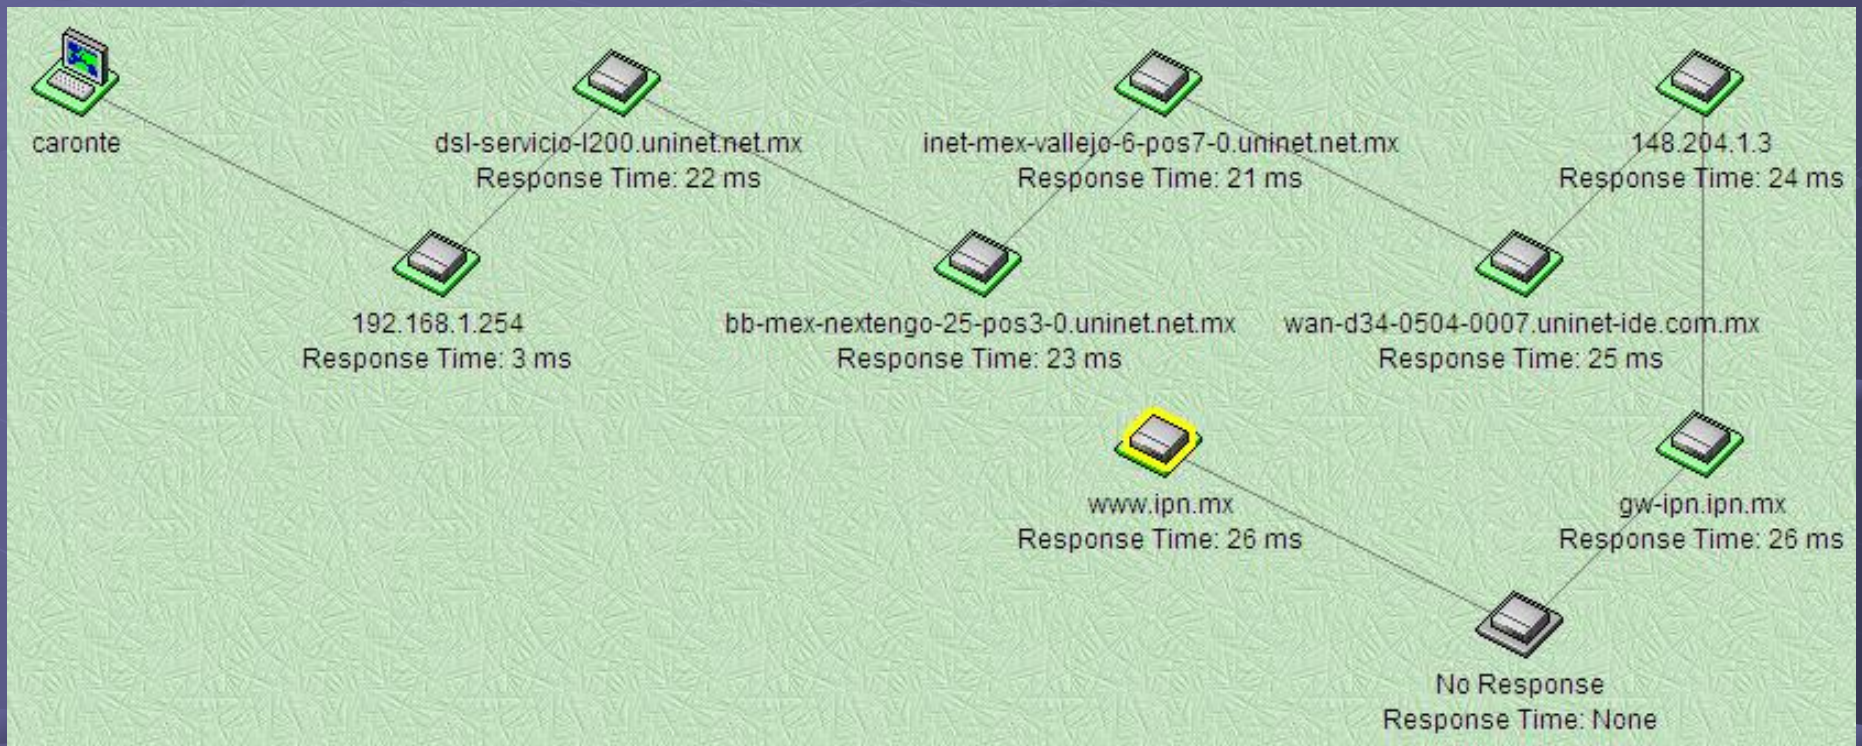 caronte
dsl-servicio-l200.uninet.net.mx
Response Time: 22 ms
inet-mex-vallejo-6-pos7-0.uninet.net.mx
Response Time: 21 ms
148.204.1.3
Response Time: 24 ms
192.168.1.254
Response Time: 3 ms
bb-mex-nextengo-25-pos3-0.uninet.net.mx
Response Time: 23 ms
wan-d34-0504-0007.uninet-ide.com.mx
Response Time: 25 ms
www.ipn.mx
Response Time: 26 ms
gw-ipn.ipn.mx
Response Time: 26 ms
No Response
Response Time: None